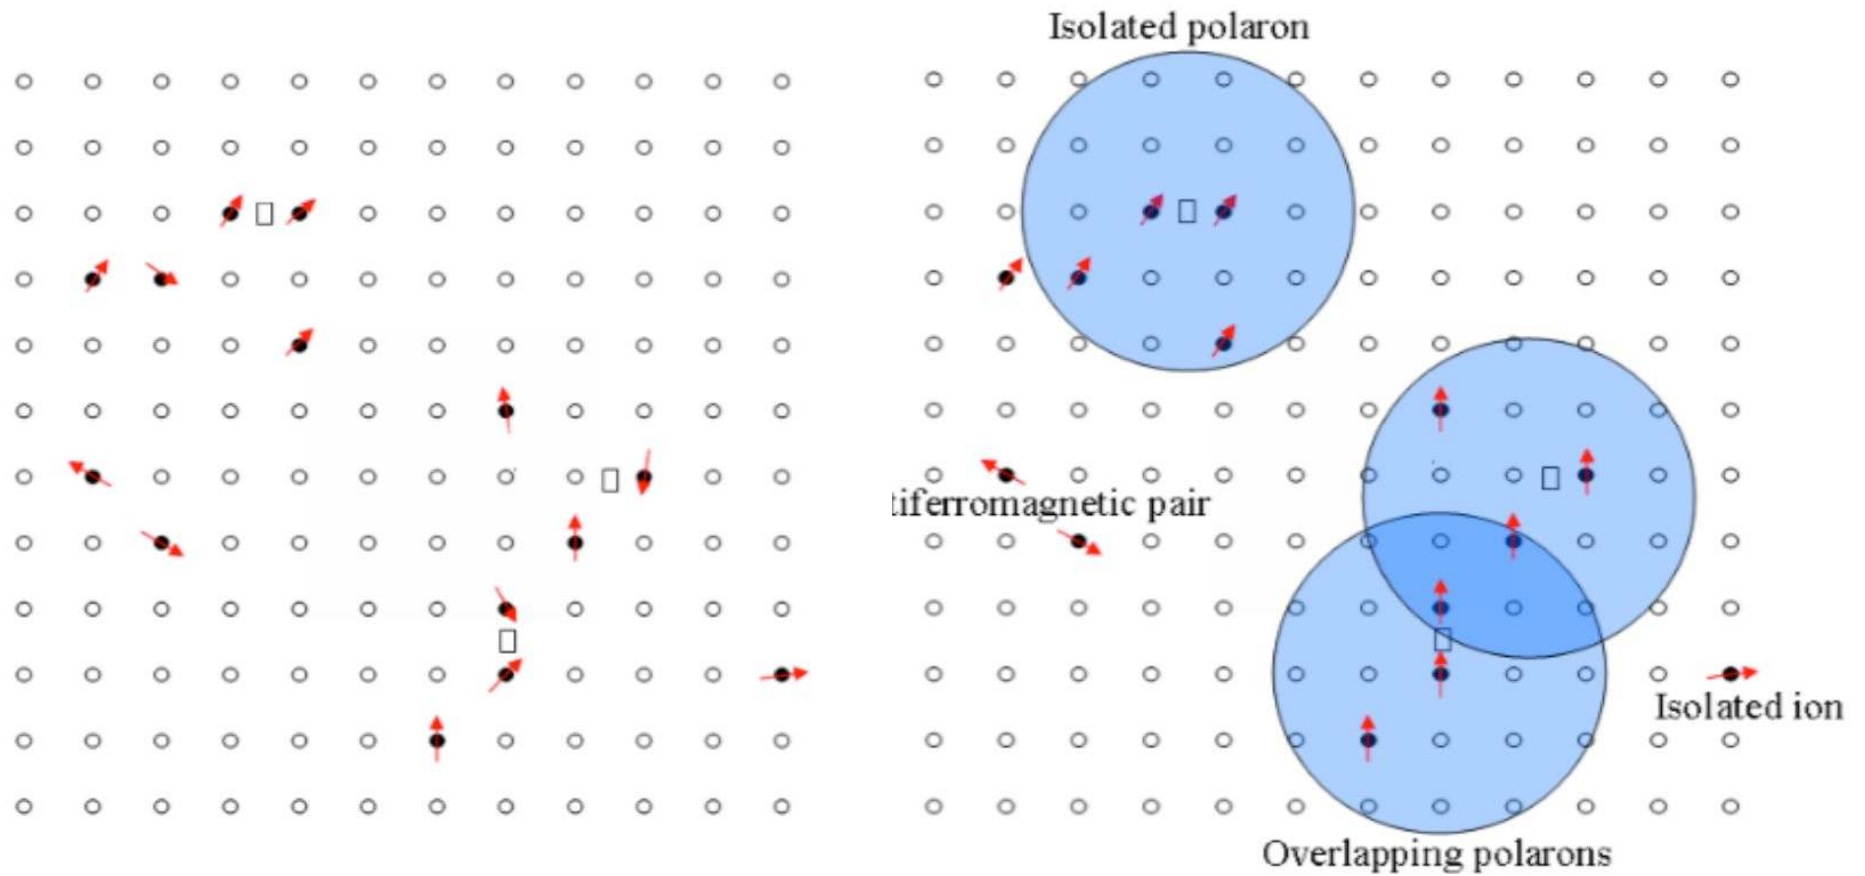 Isolated polaron
tiferromagnetic pair
Isolated ion
Overlapping polarons